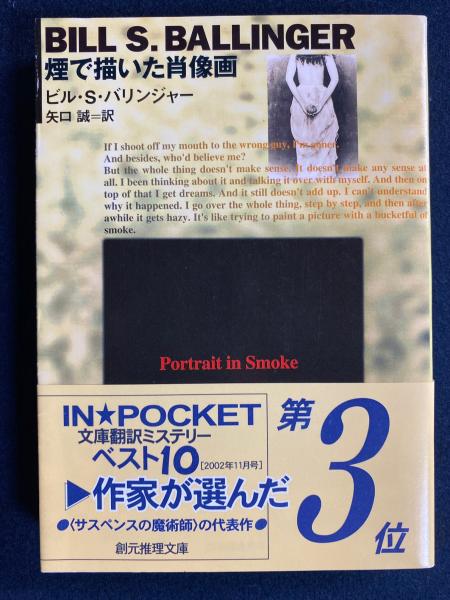 BILL S. BALLINGER
煙で描いた肖像画
ビル・S・バリンジャー
矢口 誠=訳
If I shoot off my mouth to the wrong guy, I'm goner.
And besides, who'd believe me?
But the whole thing doesn't make sense. It doesn't make any sense at
all. I been thinking about it and talking it over with myself. And then on
top of that I get dreams. And it still doesn't add up. I can't understand
why it happened. I go over the whole thing, step by step, and then after
awhile it gets hazy. It's like trying to paint a picture with a bucketful of
smoke.
Portrait in Smoke
IN★POCKET
文庫翻訳ミステリー
ベスト10[2002年11月号]
▶作家が選んだ
第3位
●〈サスペンスの魔術師〉の代表作●
創元推理文庫